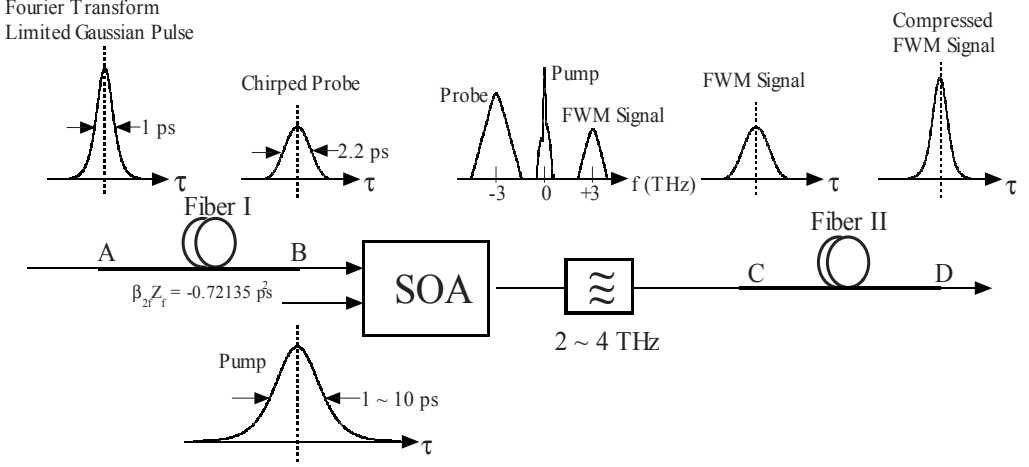 Fourier Transform
Limited Gaussian Pulse
1 ps
τ
Chirped Probe
2.2 ps
τ
Probe
Pump
FWM Signal
-3
0
+3
f (THz)
FWM Signal
τ
Compressed
FWM Signal
τ
Fiber I
A
B
β2fZf = -0.72135 ps2
SOA
2 ~ 4 THz
Fiber II
C
D
Pump
1 ~ 10 ps
τ